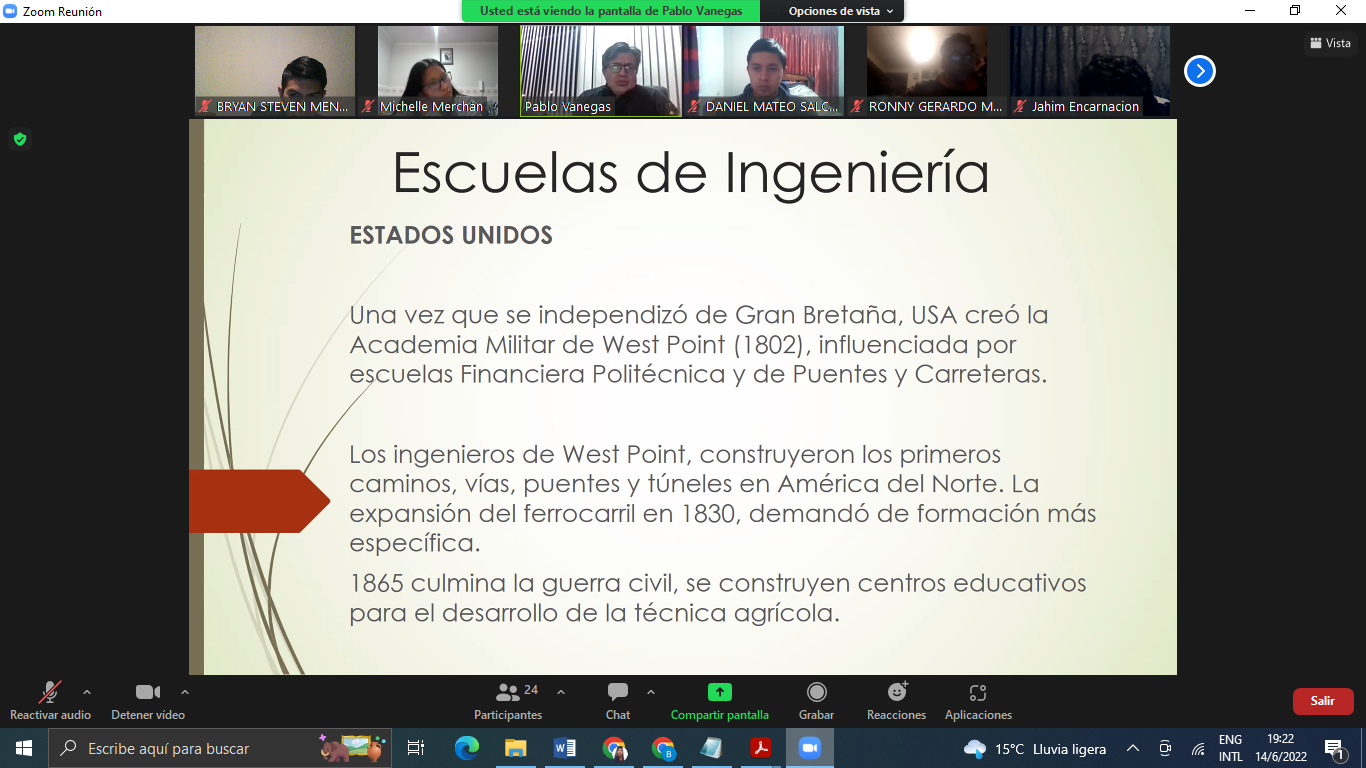 Zoom Reunión
Usted está viendo la pantalla de Pablo Vanegas
Opciones de vista
Vista
BRYAN STEVEN MEN...
Michelle Merchán
Pablo Vanegas
DANIEL MATEO SALC...
RONNY GERARDO M...
Jahim Encarnacion
Escuelas de Ingeniería
ESTADOS UNIDOS
Una vez que se independizó de Gran Bretaña, USA creó la
Academia Militar de West Point (1802), influenciada por
escuelas Financiera Politécnica y de Puentes y Carreteras.
Los ingenieros de West Point, construyeron los primeros
caminos, vías, puentes y túneles en América del Norte. La
expansión del ferrocarril en 1830, demandó de formación más
específica.
1865 culmina la guerra civil, se construyen centros educativos
para el desarrollo de la técnica agrícola.
Reactivar audio
Detener vídeo
24
Participantes
Chat
Compartir pantalla
Grabar
Reacciones
Aplicaciones
Salir
Escribe aquí para buscar
15°C Lluvia ligera
ENG
INTL
19:22
14/6/2022
1